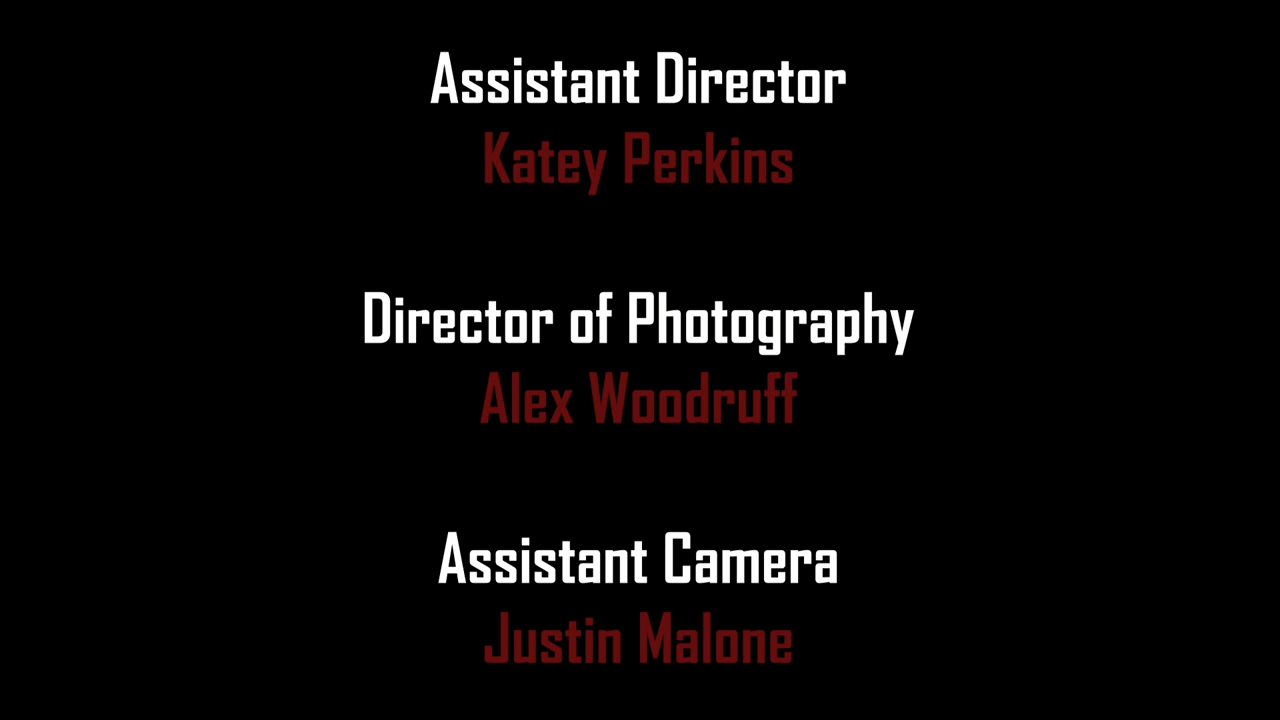 Assistant Director
Katey Perkins
Director of Photography
Alex Woodruff
Assistant Camera
Justin Malone